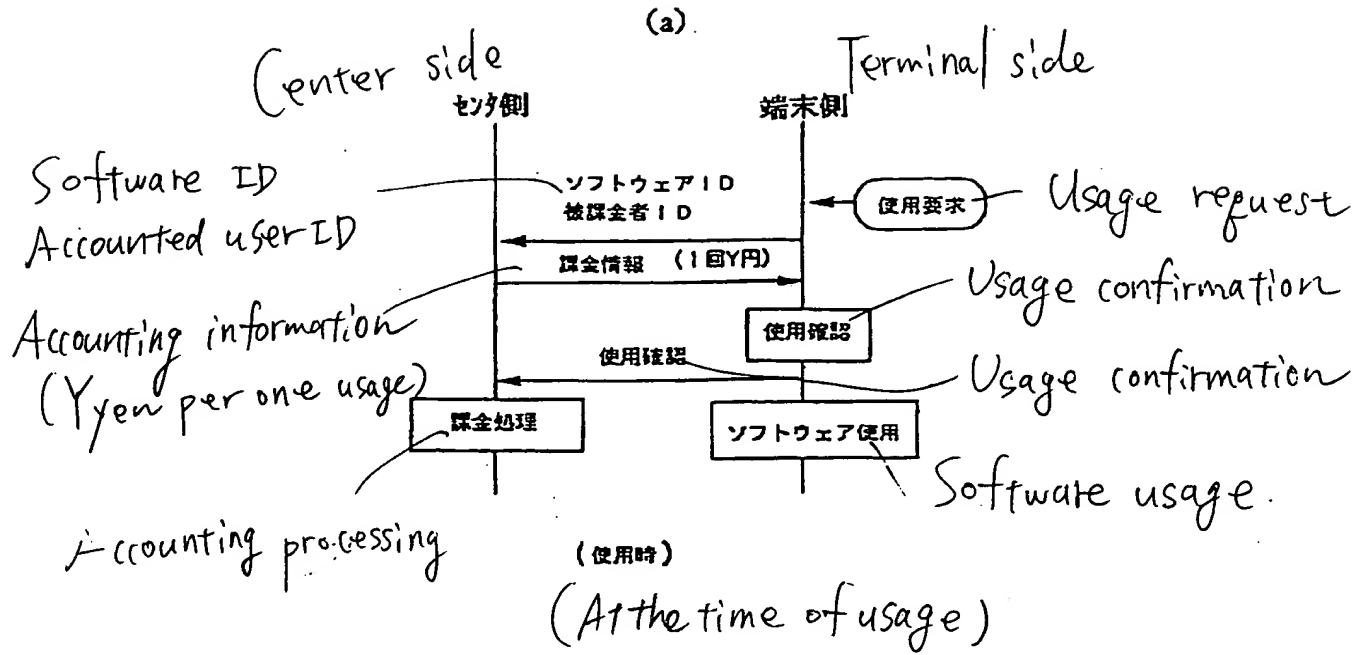 (a)
Center side
Terminal side
センタ側
端末側
Software ID
Accounted user ID
ソフトウェアID
被課金者ID
使用要求
Usage request
課金情報 (1回Y円)
Accounting information
(Y yen per one usage)
使用確認
Usage confirmation
使用確認
Usage confirmation
課金処理
ソフトウェア使用
Software usage.
Accounting processing
(使用時)
(At the time of usage)